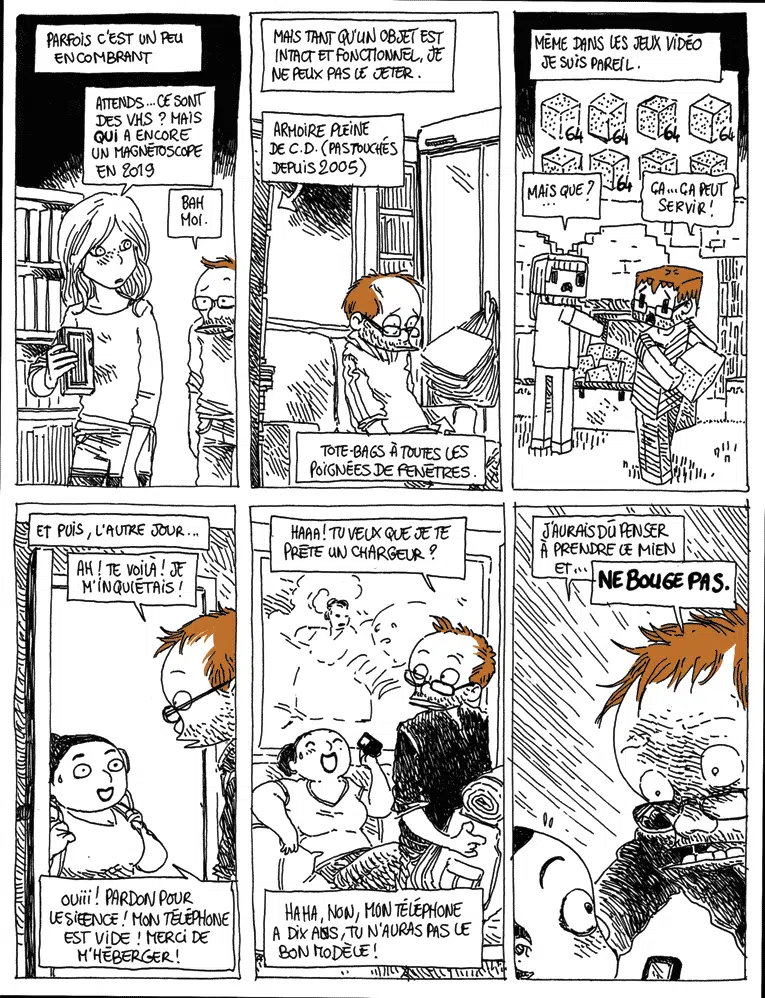 PARFOIS C'EST UN PEU
ENCOMBRANT
ATTENDS... CE SONT
DES VHS ? MAIS
QUI A ENCORE
UN MAGNÉTOSCOPE
EN 2019
BAH
MOI.
MAIS TANT QU'UN OBJET EST
INTACT ET FONCTIONNEL, JE
NE PEUX PAS LE JETER.
ARMOIRE PLEINE
DE C.D. (PAS TOUCHÉS
DEPUIS 2005)
TOTE-BAGS À TOUTES LES
POIGNÉES DE FENÊTRES.
MÊME DANS LES JEUX VIDÉO
JE SUIS PAREIL.
64 64 64 64
64 64
MAIS QUE ?
...
ÇA... ÇA PEUT
SERVIR !
ET PUIS, L'AUTRE JOUR...
AH ! TE VOILÀ ! JE
M'INQUIÉTAIS !
OUiii ! PARDON POUR
LE SILENCE ! MON TÉLÉPHONE
EST VIDE ! MERCI DE
M'HÉBERGER !
HAAA ! TU VEUX QUE JE TE
PRÊTE UN CHARGEUR ?
HAHA, NON, MON TÉLÉPHONE
A DIX ANS, TU N'AURAS PAS LE
BON MODÈLE !
J'AURAIS DÛ PENSER
À PRENDRE LE MIEN
ET...
NE BOUGE PAS.